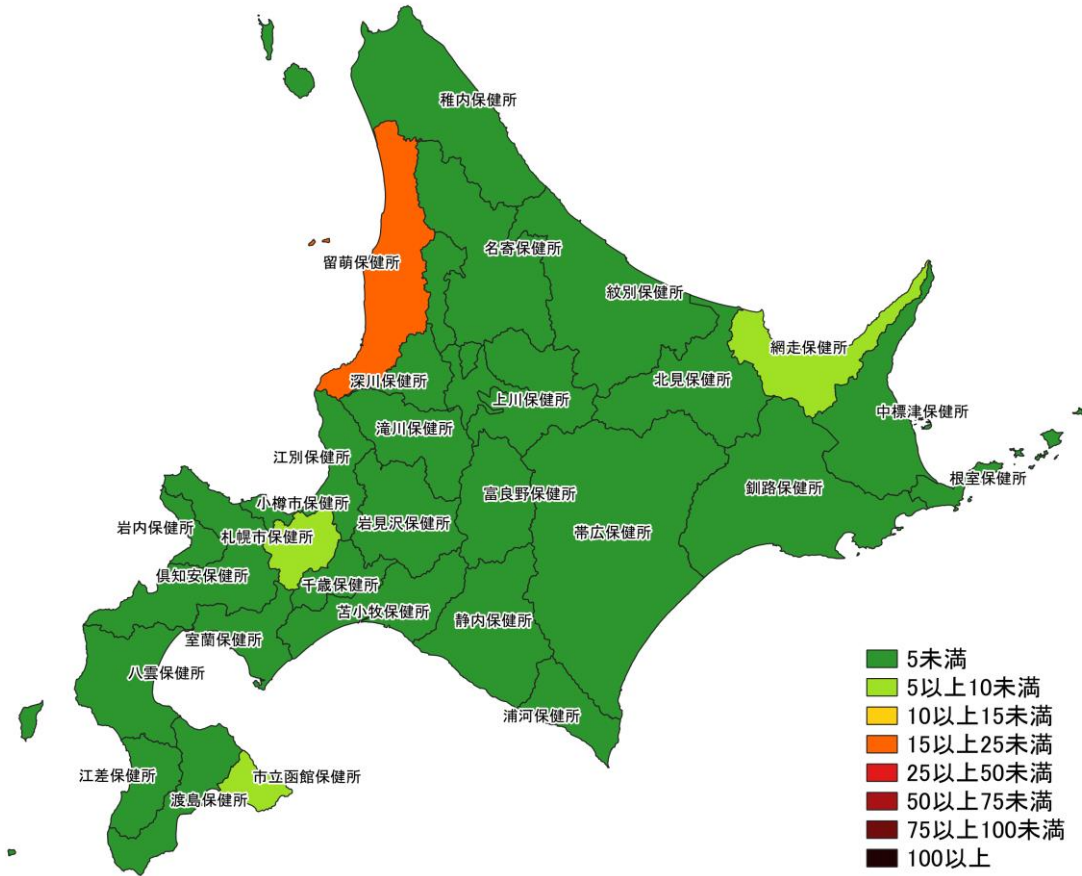 稚内保健所
名寄保健所
留萌保健所
紋別保健所
網走保健所
深川保健所
北見保健所
上川保健所
中標津保健所
滝川保健所
江別保健所
根室保健所
釧路保健所
富良野保健所
小樽市保健所
岩見沢保健所
岩内保健所
札幌市保健所
帯広保健所
倶知安保健所
千歳保健所
苫小牧保健所
静内保健所
室蘭保健所
八雲保健所
浦河保健所
江差保健所
市立函館保健所
渡島保健所
5未満
5以上10未満
10以上15未満
15以上25未満
25以上50未満
50以上75未満
75以上100未満
100以上